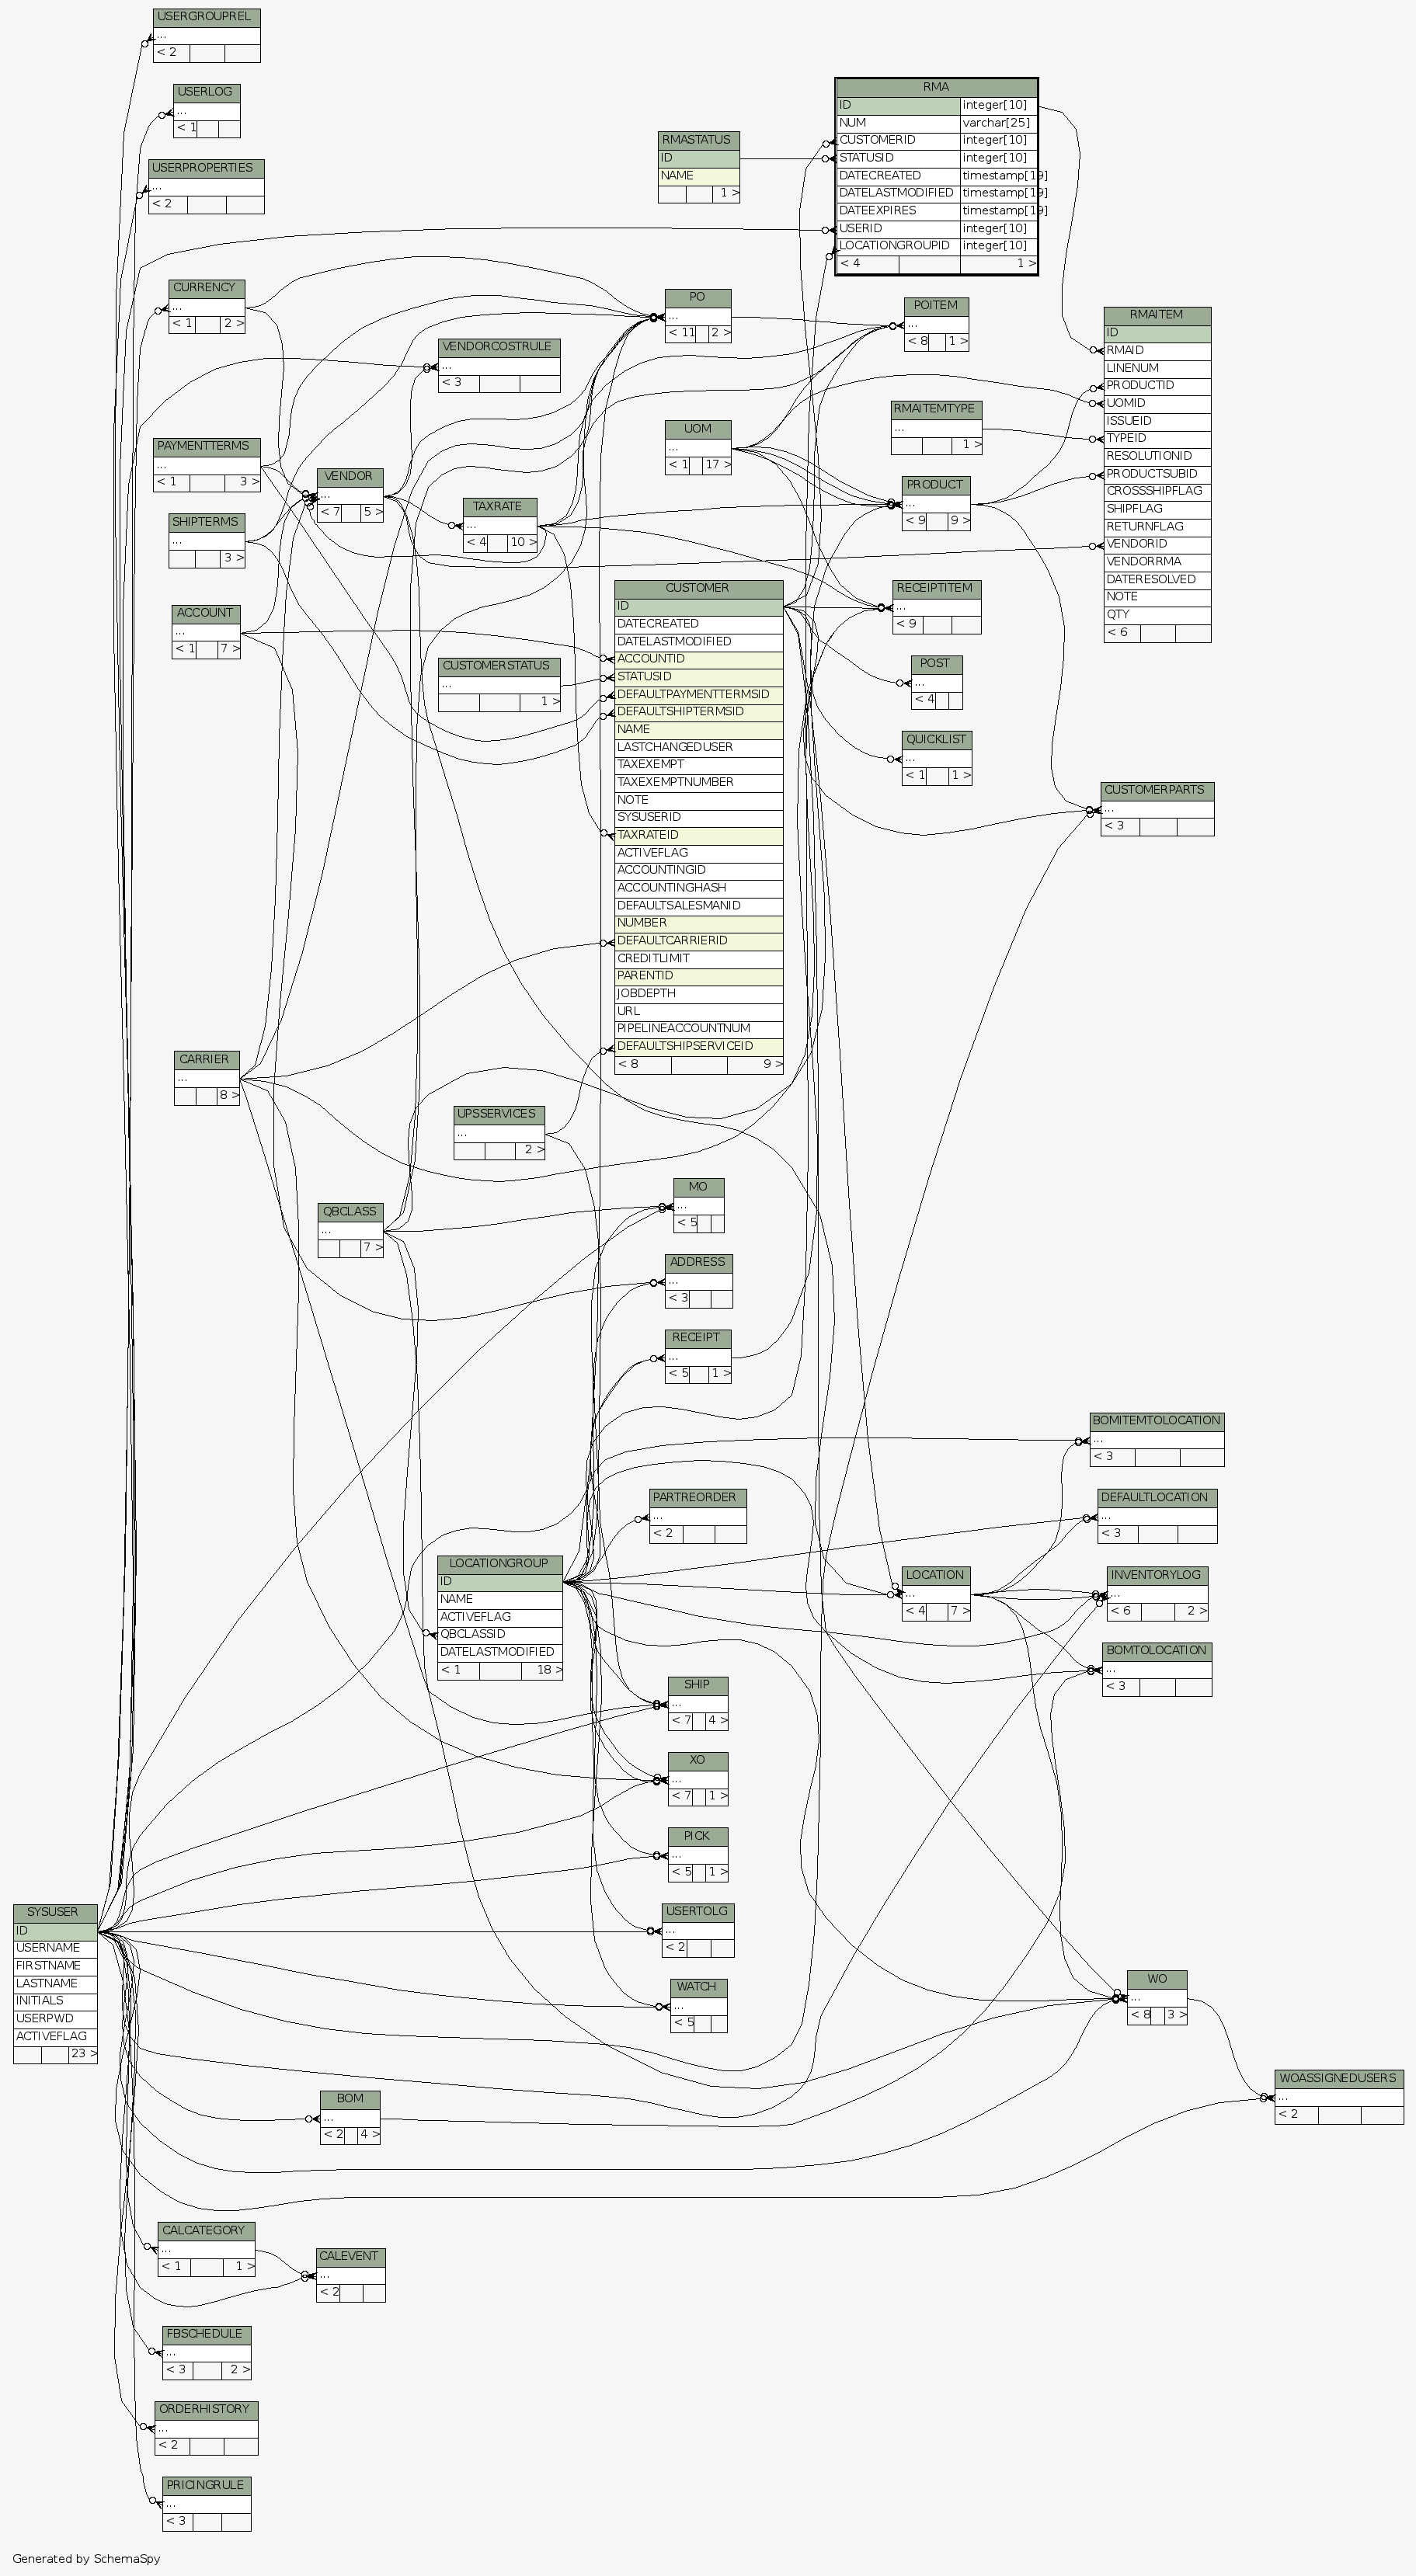 USERGROUPREL
...
< 2
USERLOG
...
< 1
USERPROPERTIES
...
< 2
RMA
ID integer[10]
NUM varchar[25]
CUSTOMERID integer[10]
STATUSID integer[10]
DATECREATED timestamp[19]
DATELASTMODIFIED timestamp[19]
DATEEXPIRES timestamp[19]
USERID integer[10]
LOCATIONGROUPID integer[10]
< 4 1 >
RMASTATUS
ID
NAME
1 >
CURRENCY
...
< 1 2 >
PO
...
< 11 2 >
POITEM
...
< 8 1 >
RMAITEM
ID
RMAID
LINENUM
PRODUCTID
UOMID
ISSUEID
TYPEID
RESOLUTIONID
PRODUCTSUBID
CROSSSHIPFLAG
SHIPFLAG
RETURNFLAG
VENDORID
VENDORRMA
DATERESOLVED
NOTE
QTY
< 6
VENDORCOSTRULE
...
< 3
RMAITEMTYPE
...
1 >
UOM
...
< 1 17 >
PAYMENTTERMS
...
< 1 3 >
VENDOR
...
< 7 5 >
PRODUCT
...
< 9 9 >
TAXRATE
...
< 4 10 >
SHIPTERMS
...
3 >
CUSTOMER
ID
DATECREATED
DATELASTMODIFIED
ACCOUNTID
STATUSID
DEFAULTPAYMENTTERMSID
DEFAULTSHIPTERMSID
NAME
LASTCHANGEDUSER
TAXEXEMPT
TAXEXEMPTNUMBER
NOTE
SYSUSERID
TAXRATEID
ACTIVEFLAG
ACCOUNTINGID
ACCOUNTINGHASH
DEFAULTSALESMANID
NUMBER
DEFAULTCARRIERID
CREDITLIMIT
PARENTID
JOBDEPTH
URL
PIPELINEACCOUNTNUM
DEFAULTSHIPSERVICEID
< 8 9 >
RECEIPTITEM
...
< 9
ACCOUNT
...
< 1 7 >
CUSTOMERSTATUS
...
1 >
POST
...
< 4
QUICKLIST
...
< 1 1 >
CUSTOMERPARTS
...
< 3
CARRIER
...
8 >
UPSSERVICES
...
2 >
MO
...
< 5
QBCLASS
...
7 >
ADDRESS
...
< 3
RECEIPT
...
< 5 1 >
BOMITEMTOLOCATION
...
< 3
PARTREORDER
...
< 2
DEFAULTLOCATION
...
< 3
LOCATIONGROUP
ID
NAME
ACTIVEFLAG
QBCLASSID
DATELASTMODIFIED
< 1 18 >
LOCATION
...
< 4 7 >
INVENTORYLOG
...
< 6 2 >
BOMTOLOCATION
...
< 3
SHIP
...
< 7 4 >
XO
...
< 7 1 >
PICK
...
< 5 1 >
SYSUSER
ID
USERNAME
FIRSTNAME
LASTNAME
INITIALS
USERPWD
ACTIVEFLAG
23 >
USERTOLG
...
< 2
WATCH
...
< 5
WO
...
< 8 3 >
WOASSIGNEDUSERS
...
< 2
BOM
...
< 2 4 >
CALCATEGORY
...
< 1 1 >
CALEVENT
...
< 2
FBSCHEDULE
...
< 3 2 >
ORDERHISTORY
...
< 2
PRICINGRULE
...
< 3
Generated by SchemaSpy